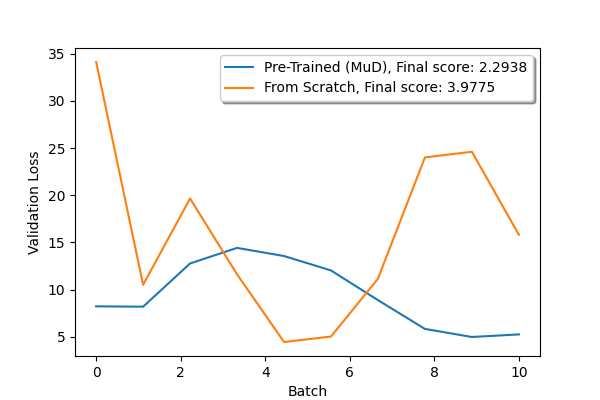 35
30
25
20
15
10
5
Validation Loss
Pre-Trained (MuD), Final score: 2.2938
From Scratch, Final score: 3.9775
0 2 4 6 8 10
Batch